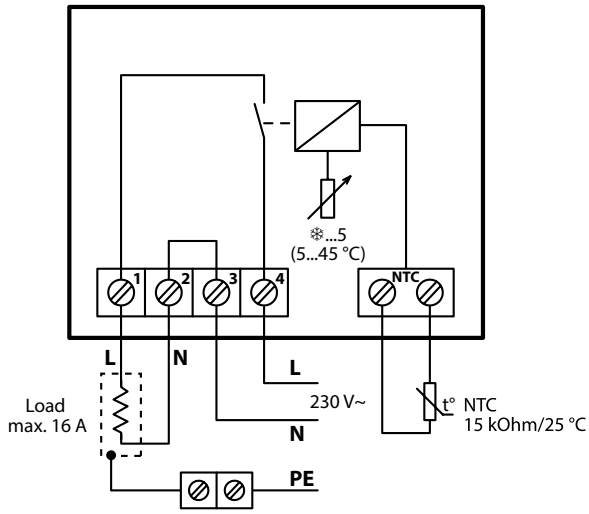 ❄...5
(5...45 °C)
1
2
3
4
NTC
L
N
L
230 V~
N
Load
max. 16 A
t° NTC
15 kOhm/25 °C
PE